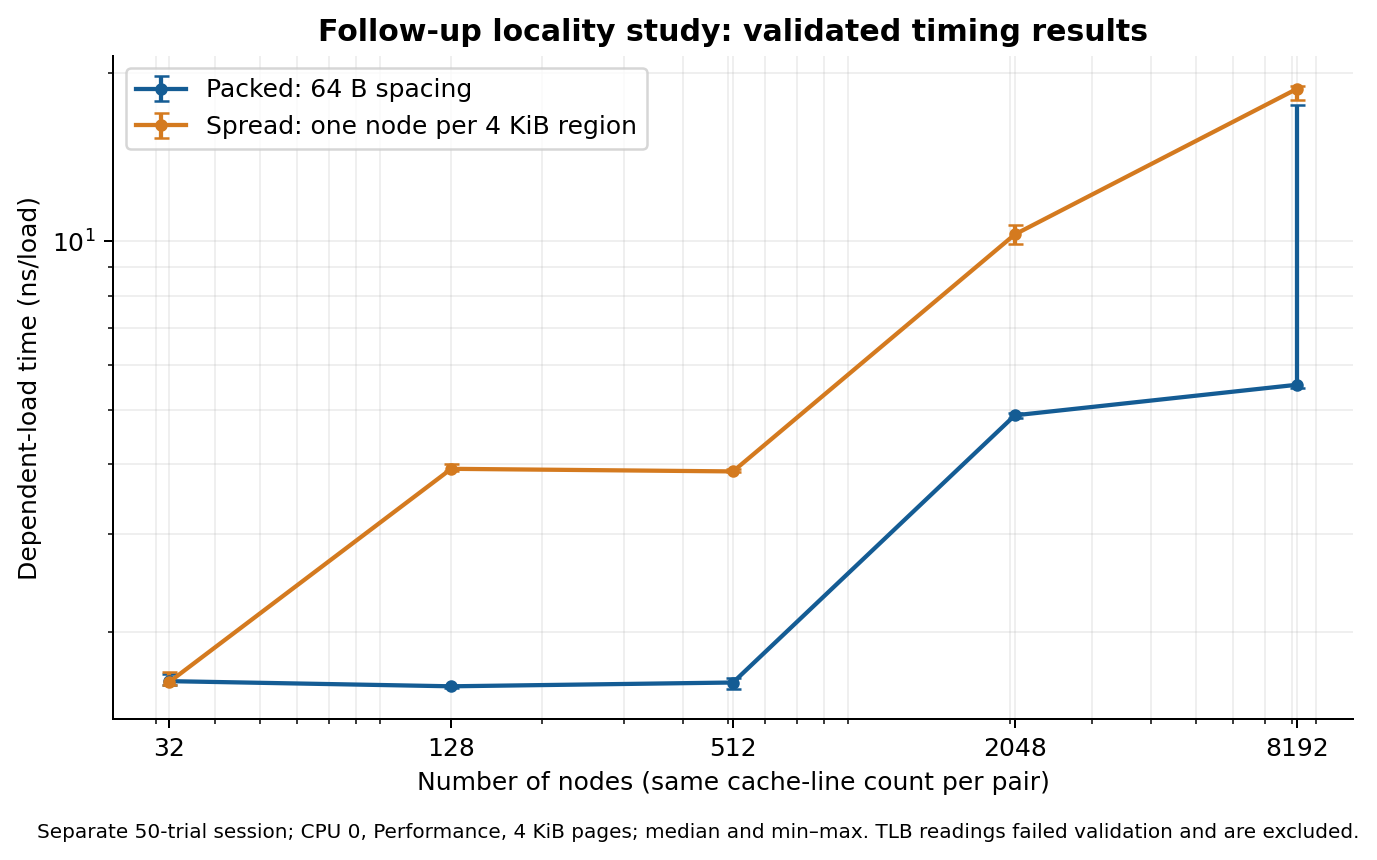 Follow-up locality study: validated timing results
Packed: 64 B spacing
Spread: one node per 4 KiB region
Dependent-load time (ns/load)
10¹
32 128 512 2048 8192
Number of nodes (same cache-line count per pair)
Separate 50-trial session; CPU 0, Performance, 4 KiB pages; median and min–max. TLB readings failed validation and are excluded.